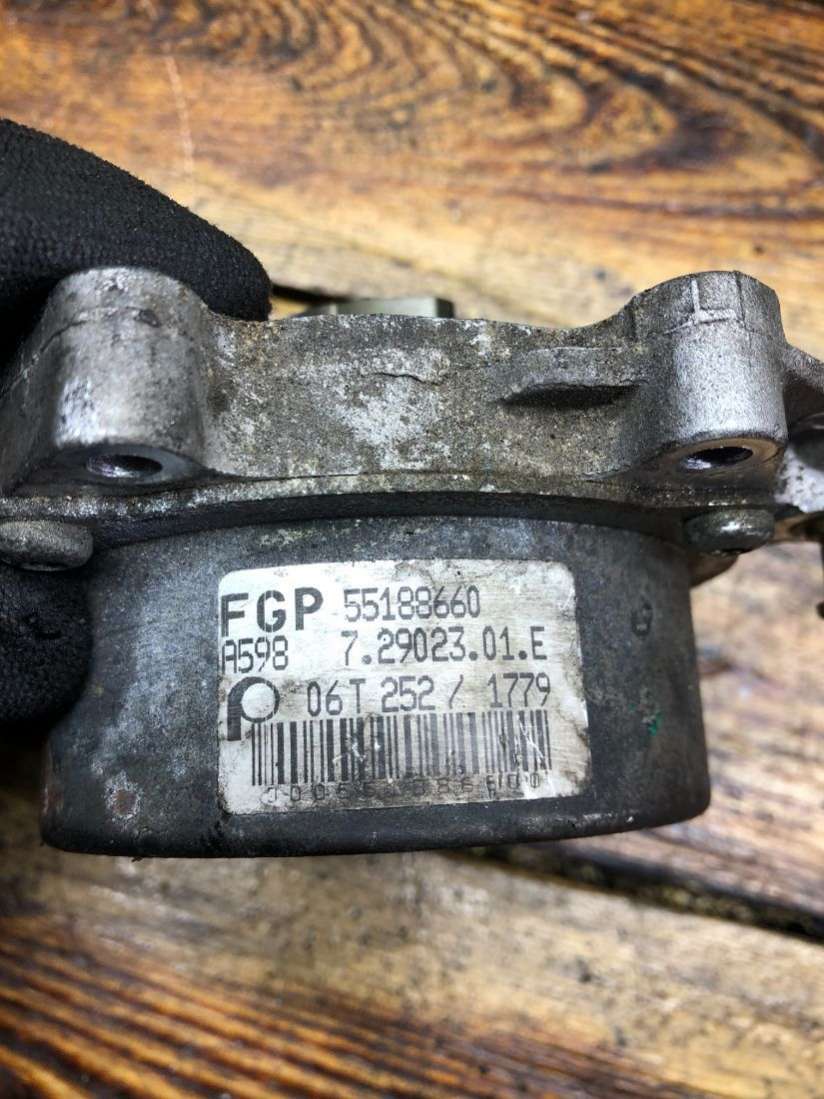 FGP 55188660
A598 7.29023.01.E
06T 252 / 1779